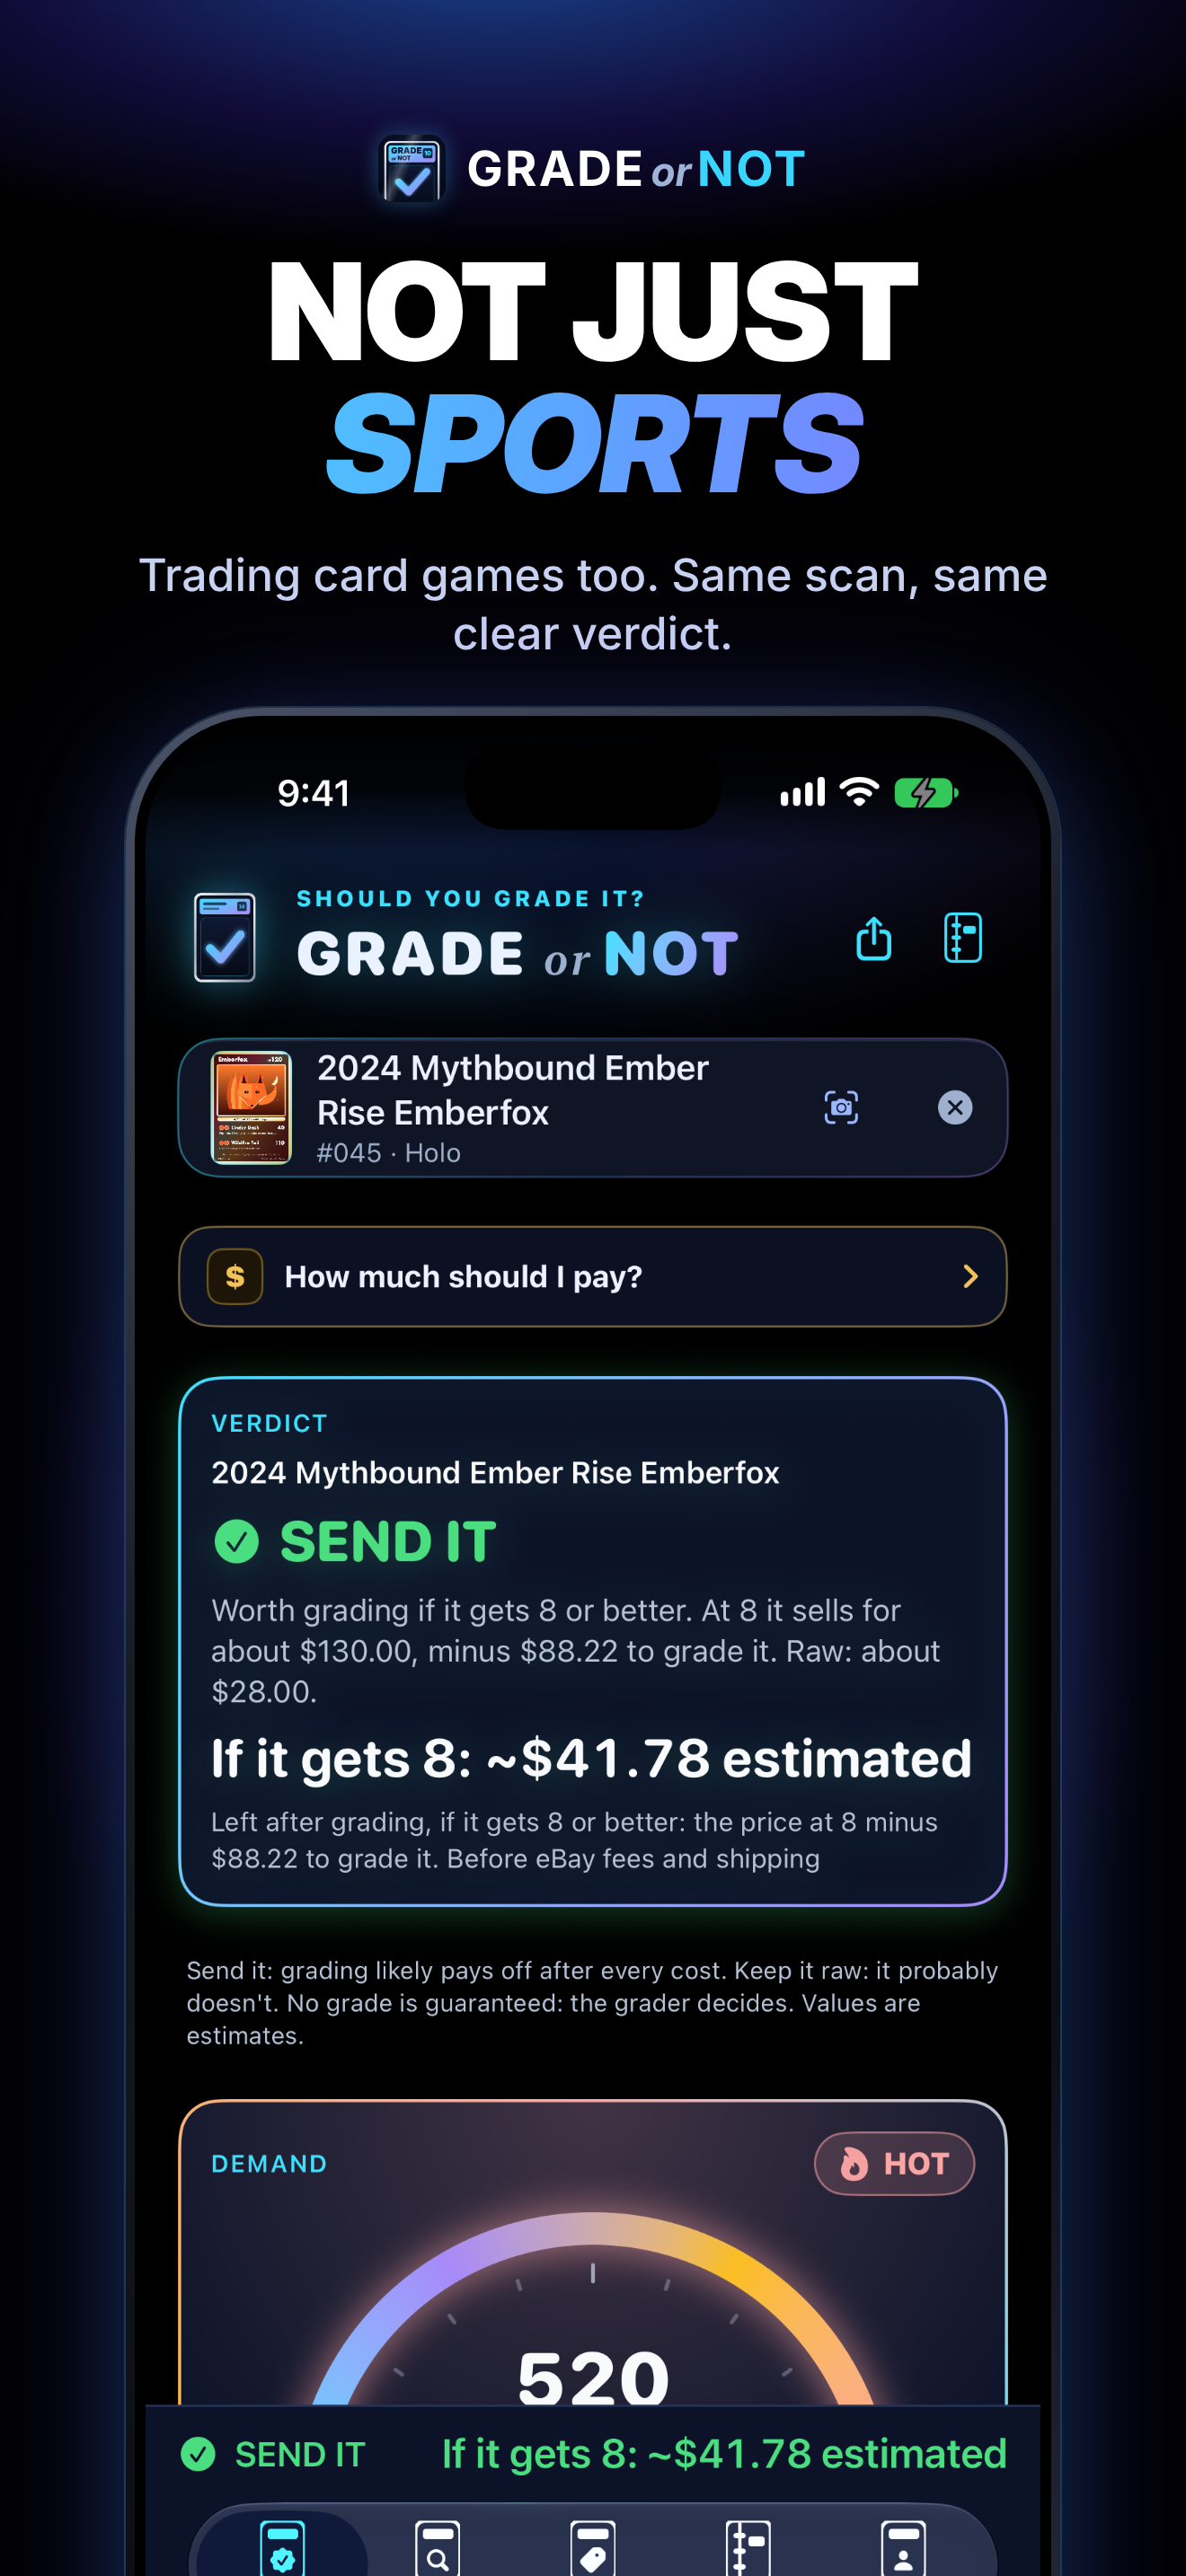 GRADE or NOT
NOT JUST
SPORTS
Trading card games too. Same scan, same
clear verdict.
9:41
SHOULD YOU GRADE IT?
GRADE or NOT
2024 Mythbound Ember
Rise Emberfox
#045 · Holo
Emberfox
120
$ How much should I pay?
VERDICT
2024 Mythbound Ember Rise Emberfox
SEND IT
Worth grading if it gets 8 or better. At 8 it sells for
about $130.00, minus $88.22 to grade it. Raw: about
$28.00.
If it gets 8: ~$41.78 estimated
Left after grading, if it gets 8 or better: the price at 8 minus
$88.22 to grade it. Before eBay fees and shipping
Send it: grading likely pays off after every cost. Keep it raw: it probably
doesn't. No grade is guaranteed: the grader decides. Values are
estimates.
DEMAND
HOT
520
SEND IT
If it gets 8: ~$41.78 estimated